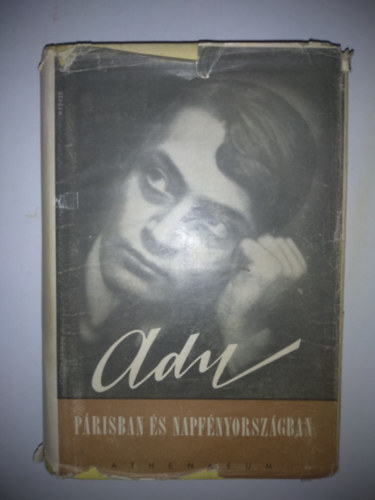 Ady
PÁRISBAN ÉS NAPFÉNYORSZÁGBAN
ATHENAEUM